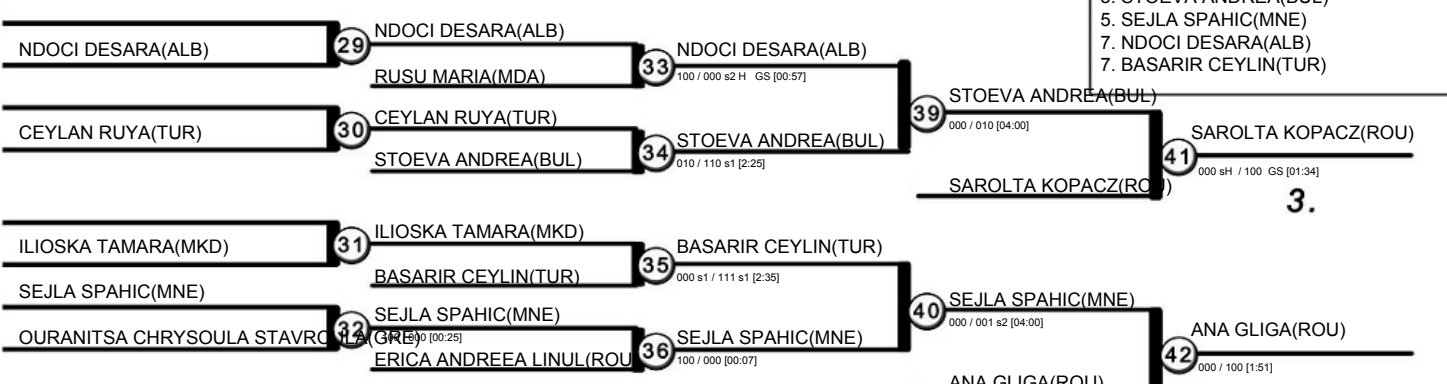 5. STOEVA ANDREA(BUL)
5. SEJLA SPAHIC(MNE)
7. NDOCI DESARA(ALB)
7. BASARIR CEYLIN(TUR)
NDOCI DESARA(ALB)
29
NDOCI DESARA(ALB)
RUSU MARIA(MDA)
33
NDOCI DESARA(ALB)
100 / 000 s2 H GS [00:57]
CEYLAN RUYA(TUR)
30
CEYLAN RUYA(TUR)
STOEVA ANDREA(BUL)
34
STOEVA ANDREA(BUL)
010 / 110 s1 [2:25]
39
STOEVA ANDREA(BUL)
000 / 010 [04:00]
SAROLTA KOPACZ(ROU)
41
SAROLTA KOPACZ(ROU)
000 sH / 100 GS [01:34]
3.
ILIOSKA TAMARA(MKD)
31
ILIOSKA TAMARA(MKD)
BASARIR CEYLIN(TUR)
35
BASARIR CEYLIN(TUR)
000 s1 / 111 s1 [2:35]
SEJLA SPAHIC(MNE)
OURANITSA CHRYSOULA STAVROULA(GRE)
32
SEJLA SPAHIC(MNE)
000 [00:25]
ERICA ANDREEA LINUL(ROU
36
SEJLA SPAHIC(MNE)
100 / 000 [00:07]
40
SEJLA SPAHIC(MNE)
000 / 001 s2 [04:00]
ANA GLIGA(ROU)
42
ANA GLIGA(ROU)
000 / 100 [1:51]